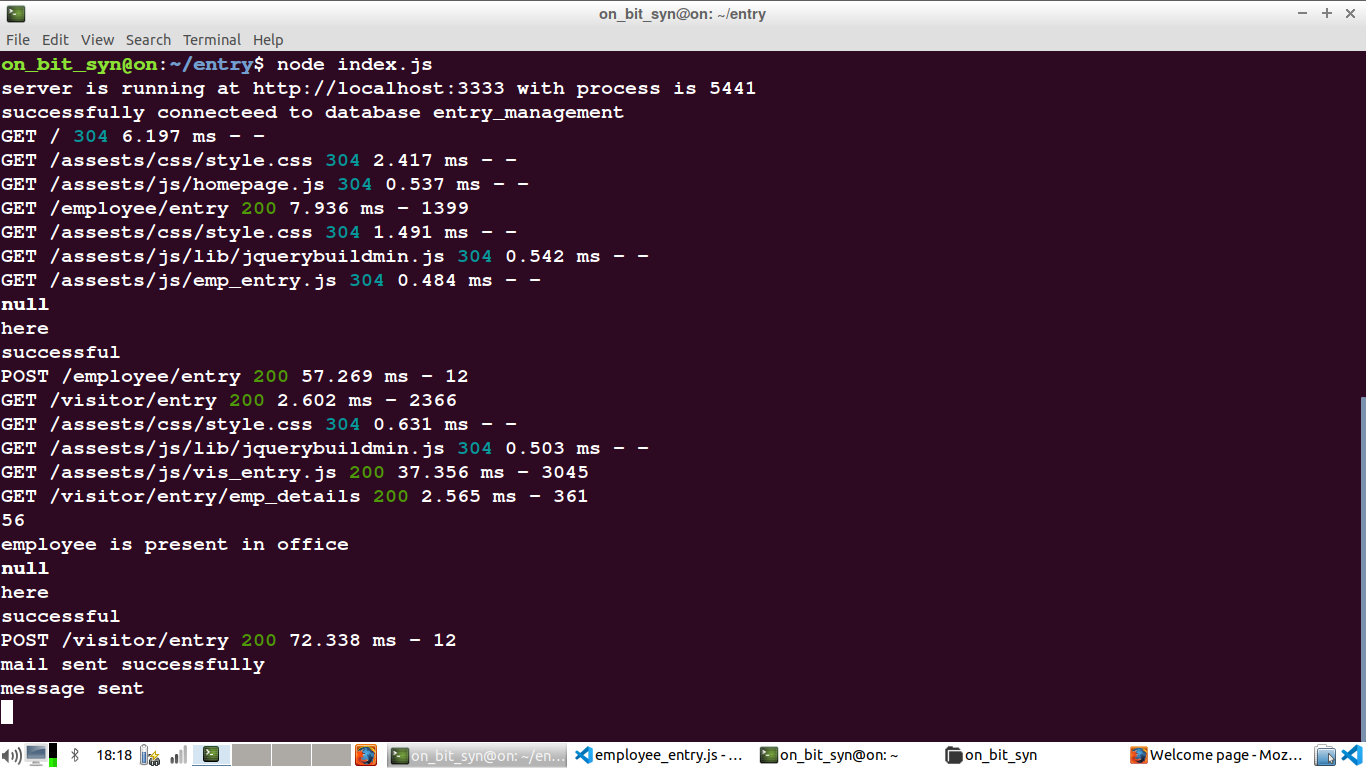 on_bit_syn@on: ~/entry
File Edit View Search Terminal Help
on_bit_syn@on:~/entry$ node index.js
server is running at http://localhost:3333 with process is 5441
successfully connecteed to database entry_management
GET / 304 6.197 ms - -
GET /assests/css/style.css 304 2.417 ms - -
GET /assests/js/homepage.js 304 0.537 ms - -
GET /employee/entry 200 7.936 ms - 1399
GET /assests/css/style.css 304 1.491 ms - -
GET /assests/js/lib/jquerybuildmin.js 304 0.542 ms - -
GET /assests/js/emp_entry.js 304 0.484 ms - -
null
here
successful
POST /employee/entry 200 57.269 ms - 12
GET /visitor/entry 200 2.602 ms - 2366
GET /assests/css/style.css 304 0.631 ms - -
GET /assests/js/lib/jquerybuildmin.js 304 0.503 ms - -
GET /assests/js/vis_entry.js 200 37.356 ms - 3045
GET /visitor/entry/emp_details 200 2.565 ms - 361
56
employee is present in office
null
here
successful
POST /visitor/entry 200 72.338 ms - 12
mail sent successfully
message sent
18:18 on_bit_syn@on: ~/en... employee_entry.js - ... on_bit_syn@on: ~ on_bit_syn Welcome page - Moz...